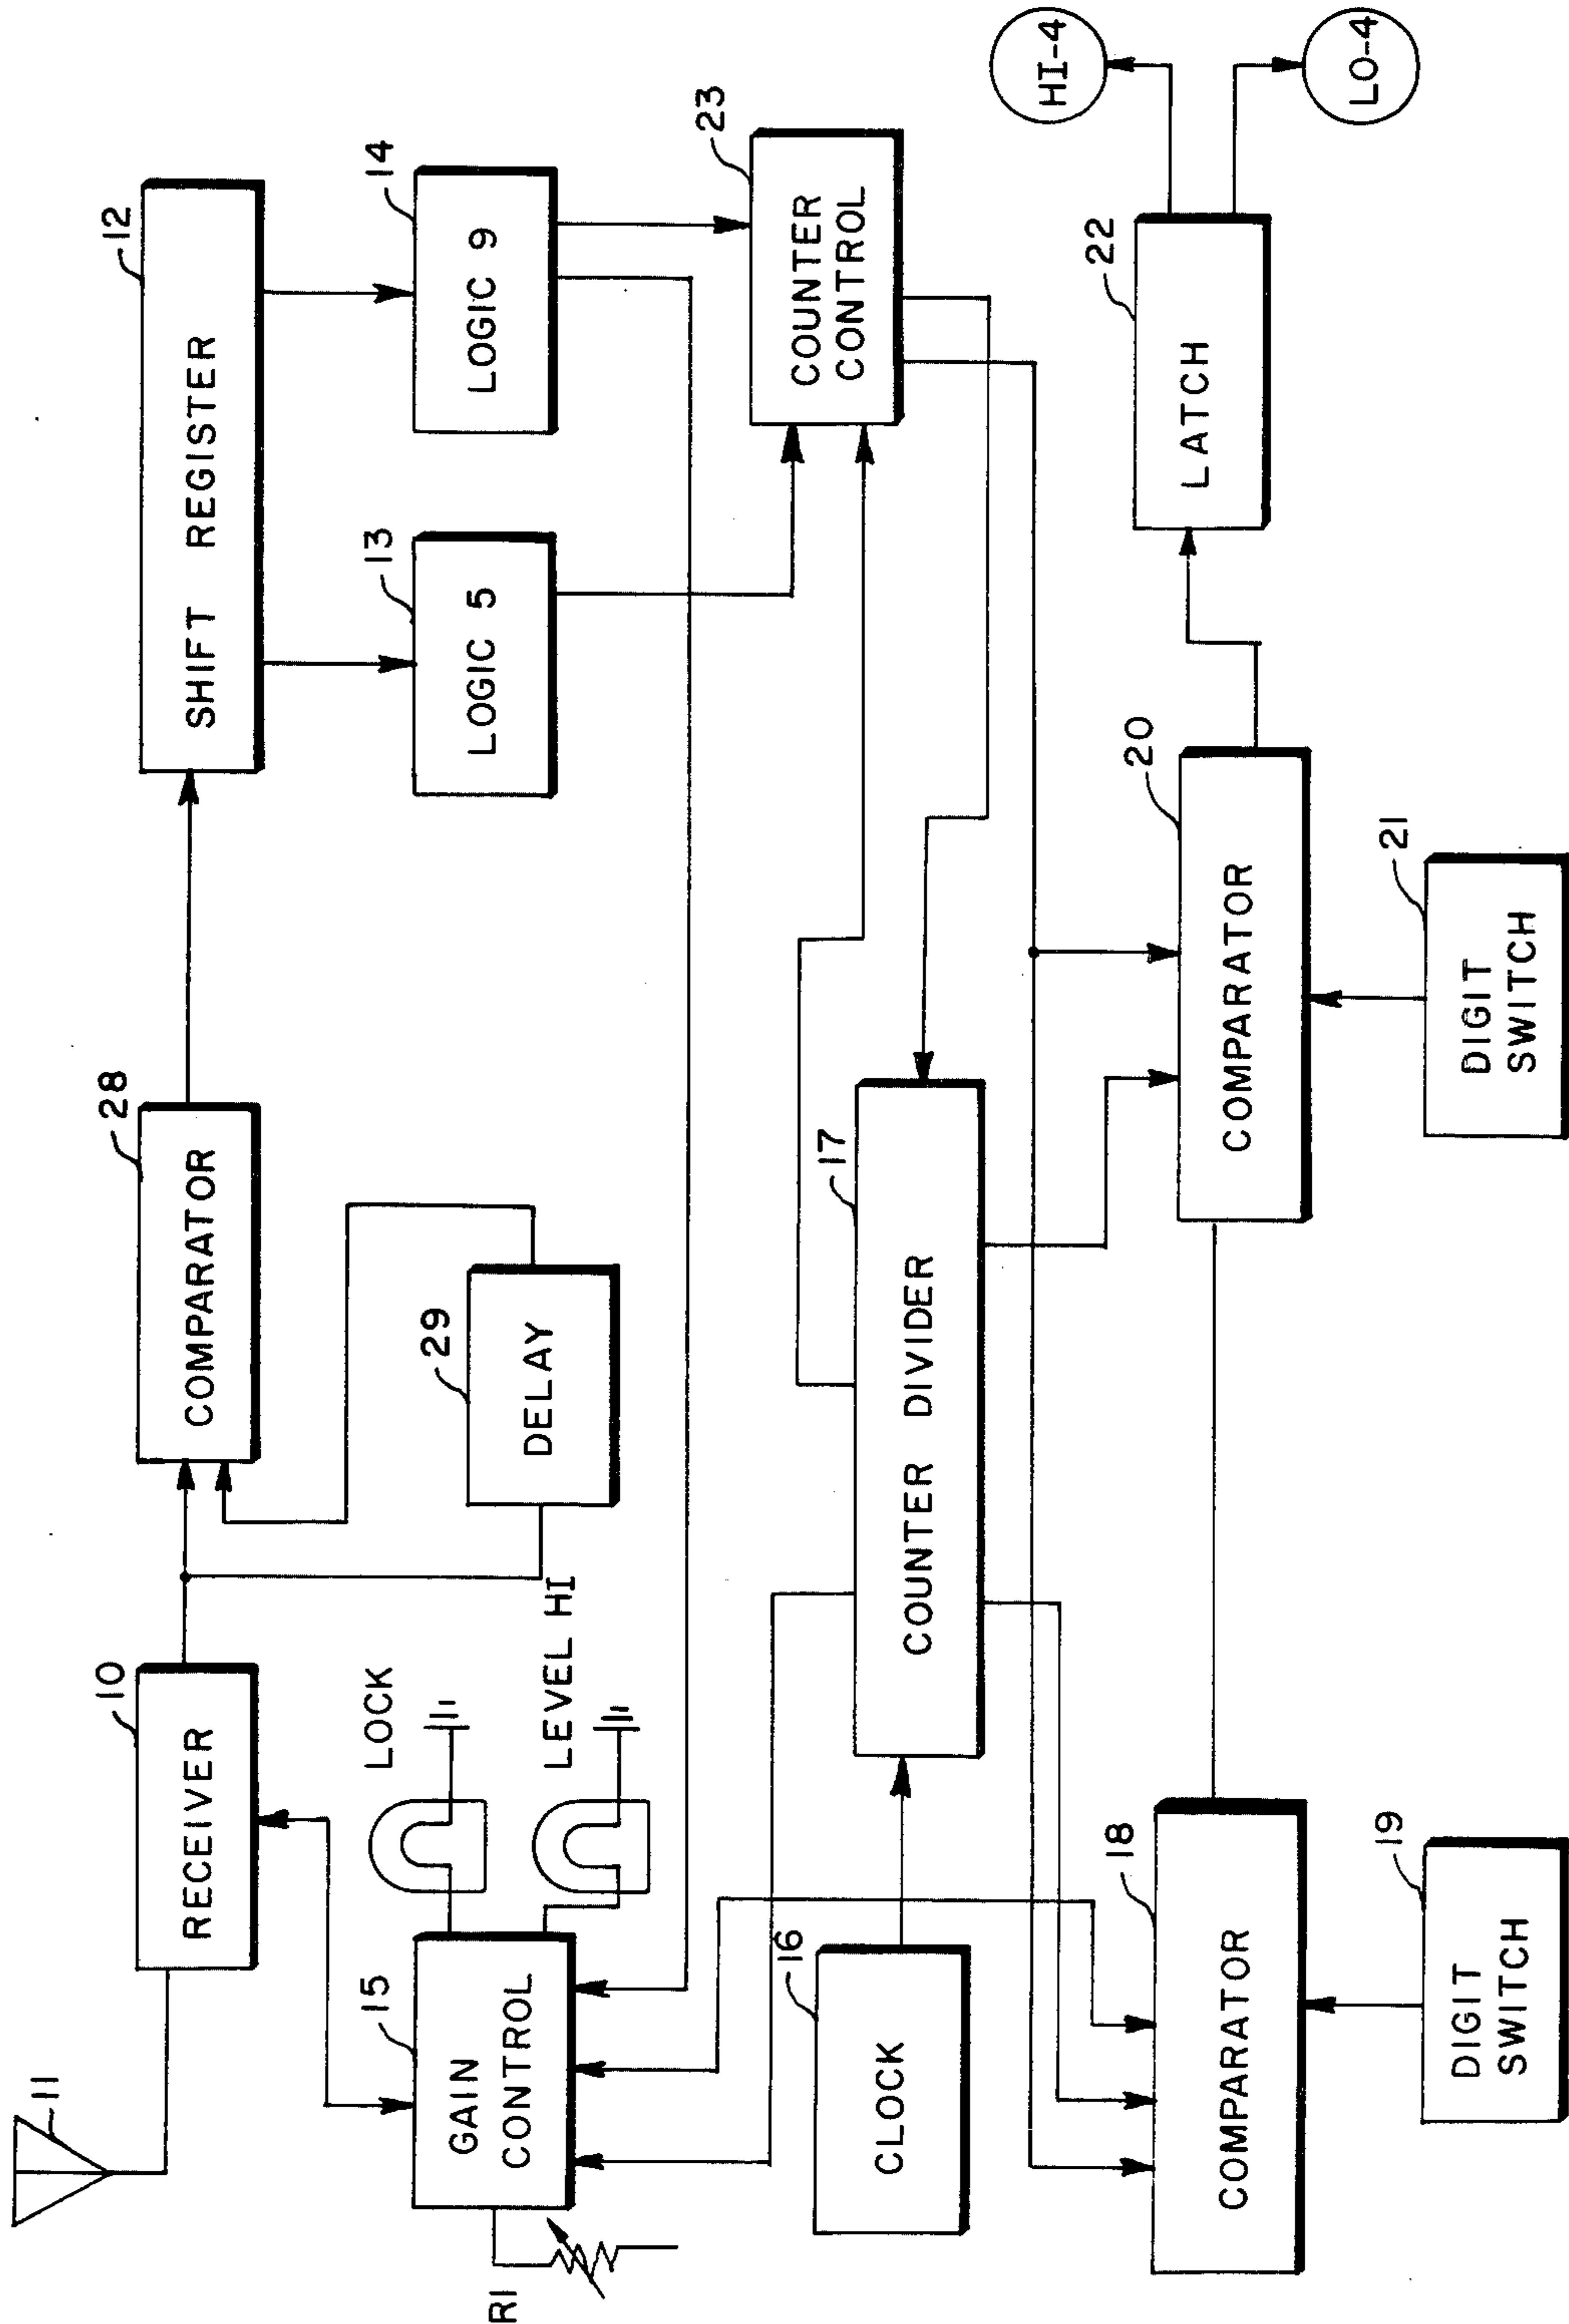 11
10
RECEIVER
28
COMPARATOR
12
SHIFT REGISTER
15
GAIN
CONTROL
R1
LOCK
LEVEL HI
29
DELAY
13
LOGIC 5
14
LOGIC 9
16
CLOCK
17
COUNTER DIVIDER
23
COUNTER
CONTROL
18
COMPARATOR
20
COMPARATOR
22
LATCH
HI-4
LO-4
19
DIGIT
SWITCH
21
DIGIT
SWITCH